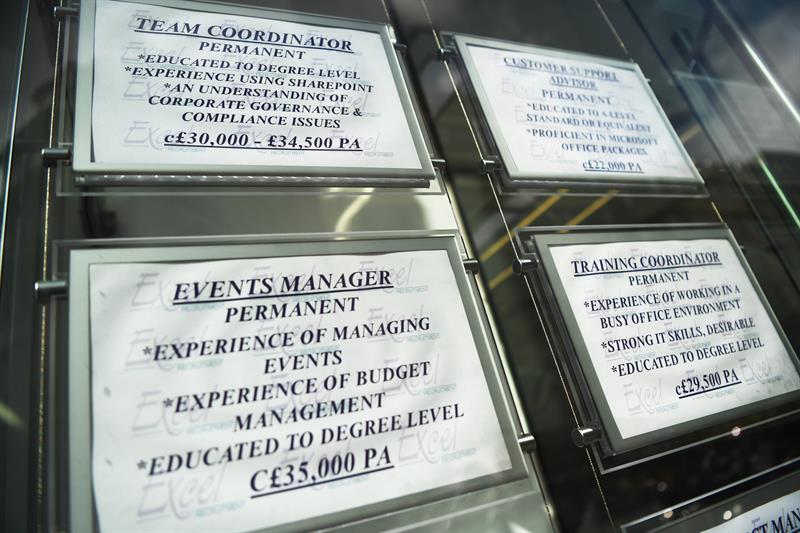 TEAM COORDINATOR
PERMANENT
*EDUCATED TO DEGREE LEVEL
*EXPERIENCE USING SHAREPOINT
*AN UNDERSTANDING OF
CORPORATE GOVERNANCE &
COMPLIANCE ISSUES
c£30,000 - £34,500 PA
CUSTOMER SUPPORT
ADVISOR
PERMANENT
*EDUCATED TO A-LEVEL
STANDARD OR EQUIVALENT
*PROFICIENT IN MICROSOFT
OFFICE PACKAGES
c£22,000 PA
EVENTS MANAGER
PERMANENT
*EXPERIENCE OF MANAGING
EVENTS
*EXPERIENCE OF BUDGET
MANAGEMENT
*EDUCATED TO DEGREE LEVEL
C£35,000 PA
Excel
RECRUITMENT
TRAINING COORDINATOR
PERMANENT
*EXPERIENCE OF WORKING IN A
BUSY OFFICE ENVIRONMENT
*STRONG IT SKILLS, DESIRABLE
*EDUCATED TO DEGREE LEVEL
c£29,500 PA